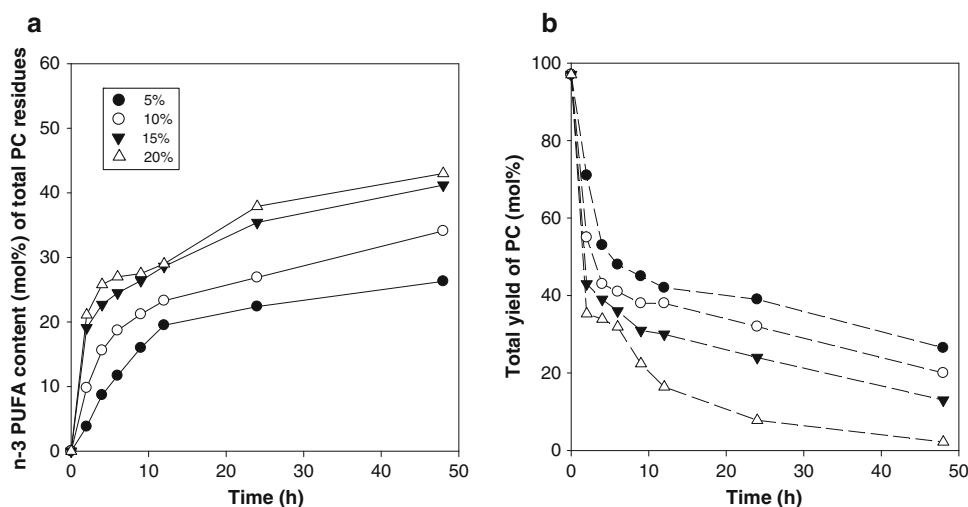 a
n-3 PUFA content (mol%) of total PC residues
60
50
40
30
20
10
0
5%
10%
15%
20%
0 10 20 30 40 50
Time (h)
b
Total yield of PC (mol%)
100
80
60
40
20
0
0 10 20 30 40 50
Time (h)